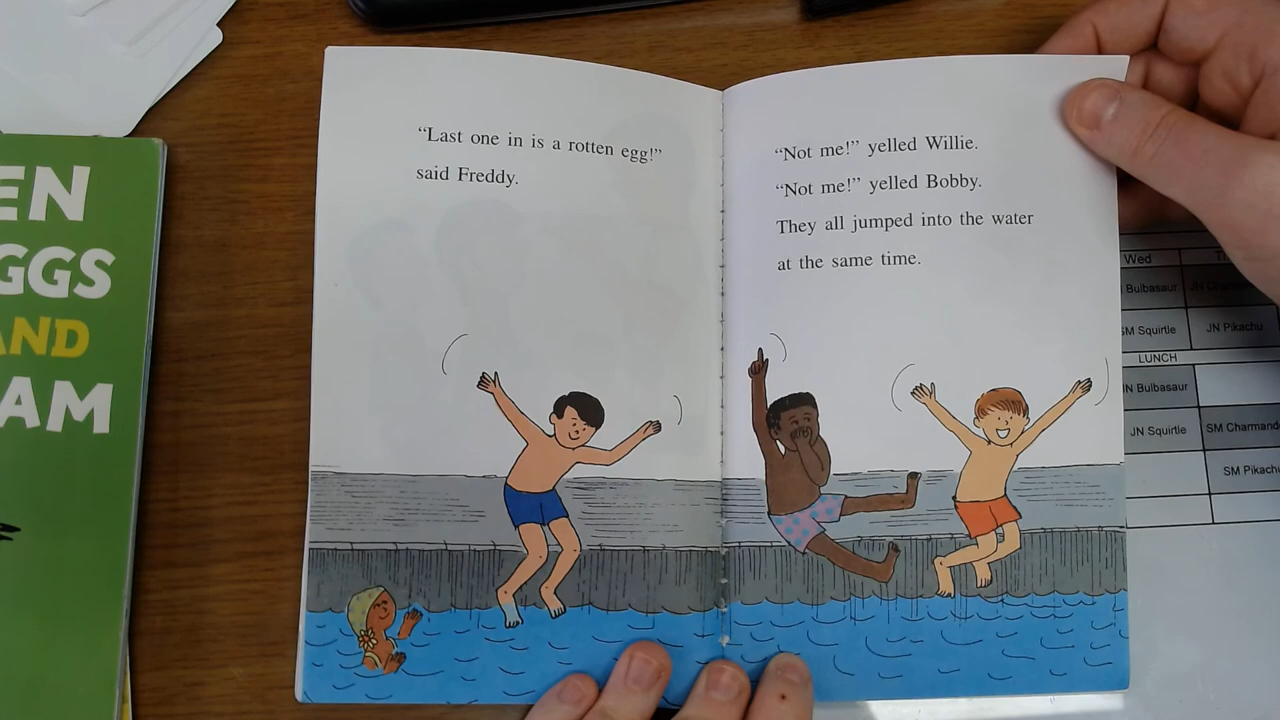 “Last one in is a rotten egg!”
said Freddy.
“Not me!” yelled Willie.
“Not me!” yelled Bobby.
They all jumped into the water
at the same time.
EN
GGS
AND
AM
Wed
Bulbasaur
SM Squirtle
JN Pikachu
LUNCH
JN Bulbasaur
JN Squirtle
SM Charmand
SM Pikach